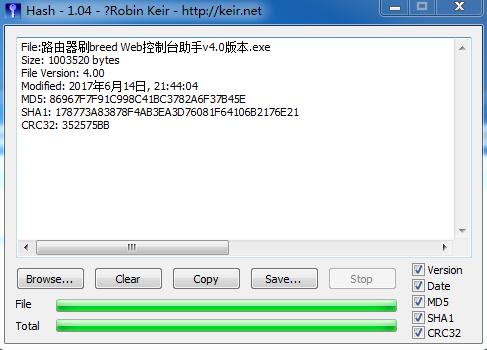 Hash - 1.04 - ?Robin Keir - http://keir.net
File:路由器刷breed Web控制台助手v4.0版本.exe
Size: 1003520 bytes
File Version: 4.00
Modified: 2017年6月14日, 21:44:04
MD5: 86967F7F91C998C41BC3782A6F37B45E
SHA1: 178773A83878F4AB3EA3D76081F64106B2176E21
CRC32: 352575BB
Browse...
Clear
Copy
Save...
Stop
File
Total
Version
Date
MD5
SHA1
CRC32